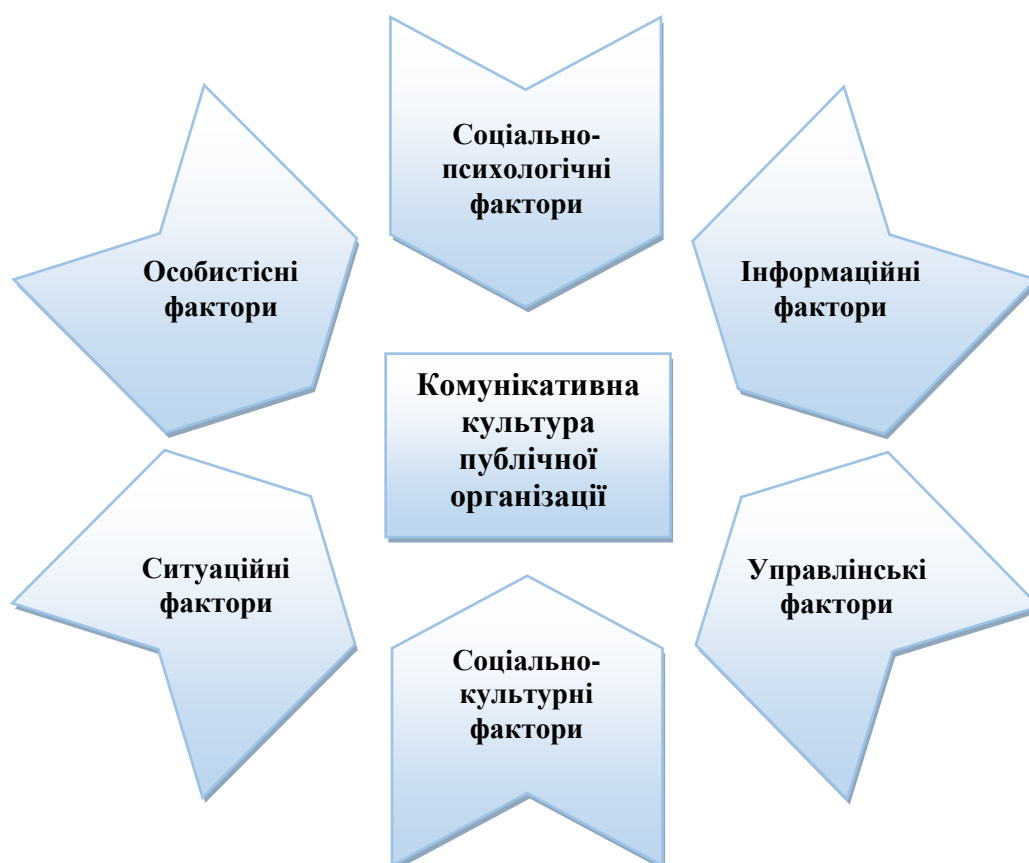 Соціально-
психологічні
фактори
Особистісні
фактори
Інформаційні
фактори
Комунікативна
культура
публічної
організації
Ситуаційні
фактори
Управлінські
фактори
Соціально-
культурні
фактори